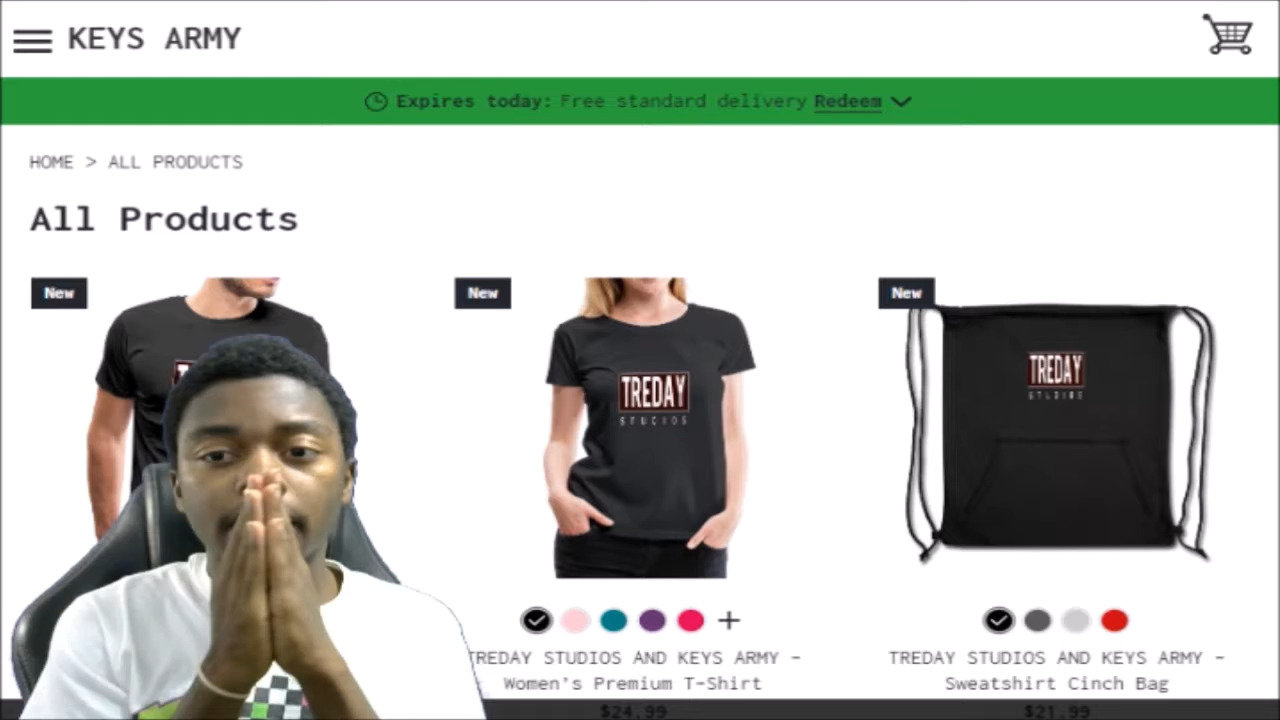 KEYS ARMY
Expires today: Free standard delivery Redeem
HOME > ALL PRODUCTS
All Products
New
New
New
TREDAY
STUDIOS
TREDAY
STUDIOS
TREDAY STUDIOS AND KEYS ARMY –
Women's Premium T-Shirt
$24.99
TREDAY STUDIOS AND KEYS ARMY –
Sweatshirt Cinch Bag
$21.99